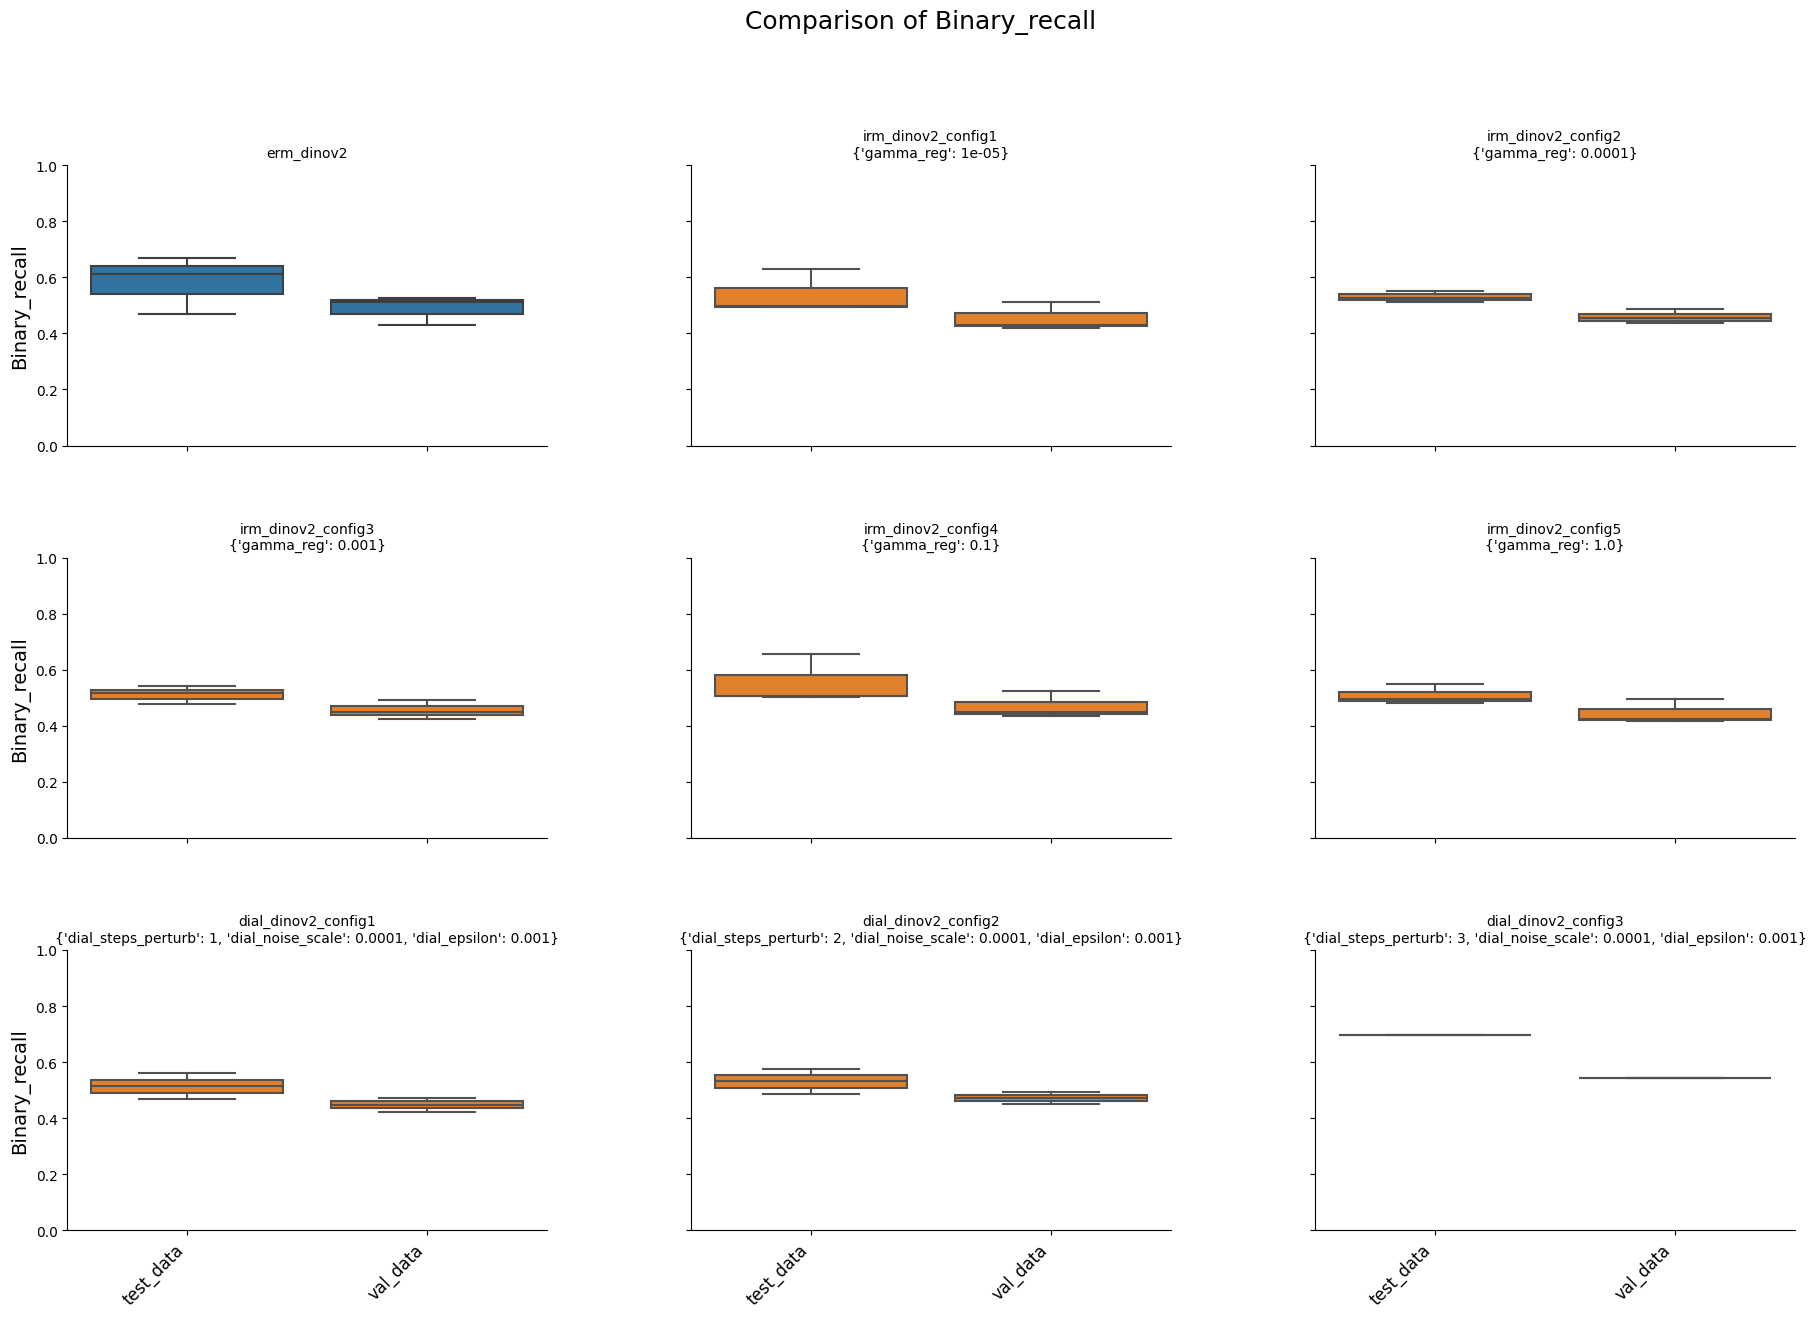 Comparison of Binary_recall
erm_dinov2
irm_dinov2_config1
{'gamma_reg': 1e-05}
irm_dinov2_config2
{'gamma_reg': 0.0001}
Binary_recall
1.0
0.8
0.6
0.4
0.2
0.0
irm_dinov2_config3
{'gamma_reg': 0.001}
irm_dinov2_config4
{'gamma_reg': 0.1}
irm_dinov2_config5
{'gamma_reg': 1.0}
Binary_recall
1.0
0.8
0.6
0.4
0.2
0.0
dial_dinov2_config1
{'dial_steps_perturb': 1, 'dial_noise_scale': 0.0001, 'dial_epsilon': 0.001}
dial_dinov2_config2
{'dial_steps_perturb': 2, 'dial_noise_scale': 0.0001, 'dial_epsilon': 0.001}
dial_dinov2_config3
{'dial_steps_perturb': 3, 'dial_noise_scale': 0.0001, 'dial_epsilon': 0.001}
Binary_recall
1.0
0.8
0.6
0.4
0.2
0.0
test_data
val_data
test_data
val_data
test_data
val_data